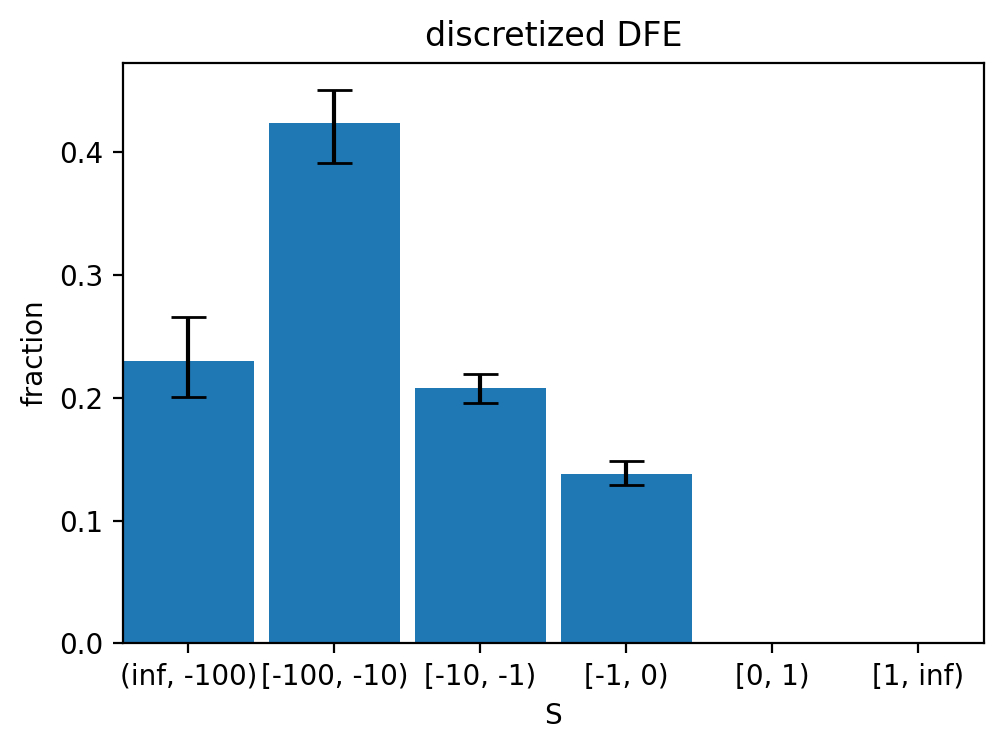 discretized DFE
fraction
0.4
0.3
0.2
0.1
0.0
(inf, -100) [-100, -10) [-10, -1) [-1, 0) [0, 1) [1, inf)
S